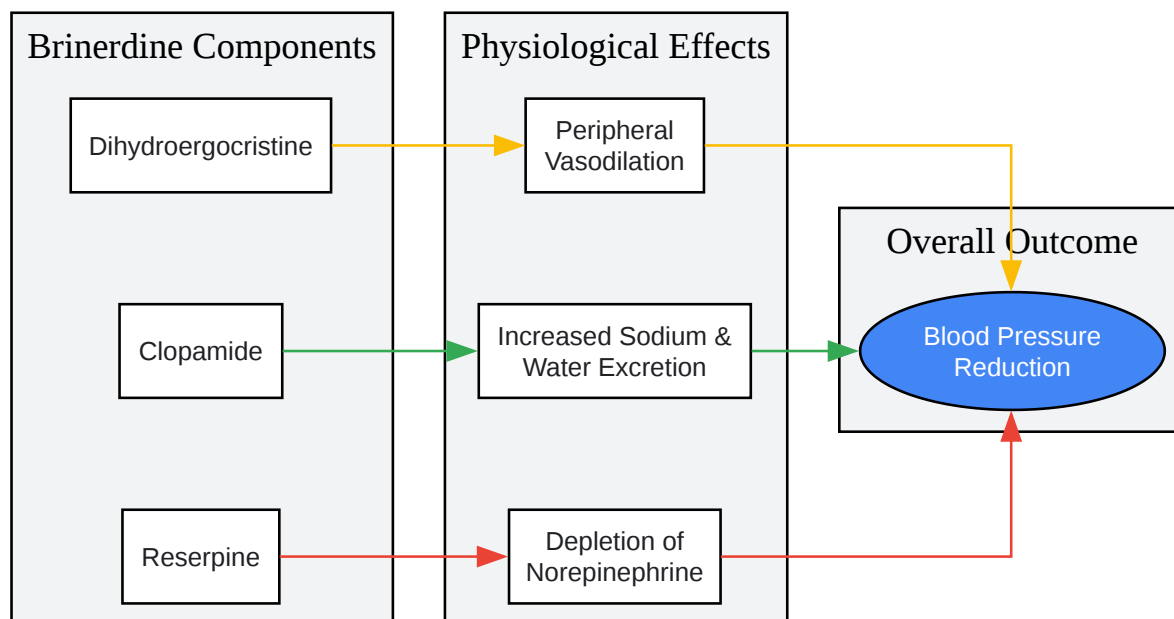 Brinerdine Components
Dihydroergocristine
Clopamide
Reserpine
Physiological Effects
Peripheral
Vasodilation
Increased Sodium &
Water Excretion
Depletion of
Norepinephrine
Overall Outcome
Blood Pressure
Reduction